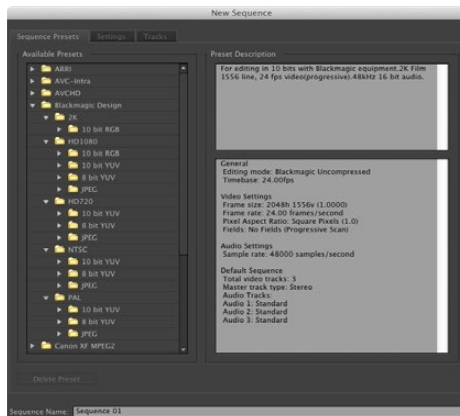 New Sequence
Sequence Presets
Settings
Tracks
Available Presets
ARRI
AVC-Intra
AVCHD
Blackmagic Design
2K
10 bit RGB
HD1080
10 bit RGB
10 bit YUV
8 bit YUV
JPEG
HD720
10 bit YUV
8 bit YUV
JPEG
NTSC
10 bit YUV
8 bit YUV
JPEG
PAL
10 bit YUV
8 bit YUV
JPEG
Canon XF MPEG2
Preset Description
For editing in 10 bits with Blackmagic equipment.2K Film
1556 line, 24 fps video(progressive).48kHz 16 bit audio.
General
Editing mode: Blackmagic Uncompressed
Timebase: 24.00fps
Video Settings
Frame size: 2048h 1556v (1.0000)
Frame rate: 24.00 frames/second
Pixel Aspect Ratio: Square Pixels (1.0)
Fields: No Fields (Progressive Scan)
Audio Settings
Sample rate: 48000 samples/second
Default Sequence
Total video tracks: 3
Master track type: Stereo
Audio Tracks:
Audio 1: Standard
Audio 2: Standard
Audio 3: Standard
Delete Preset
Sequence Name: Sequence 01